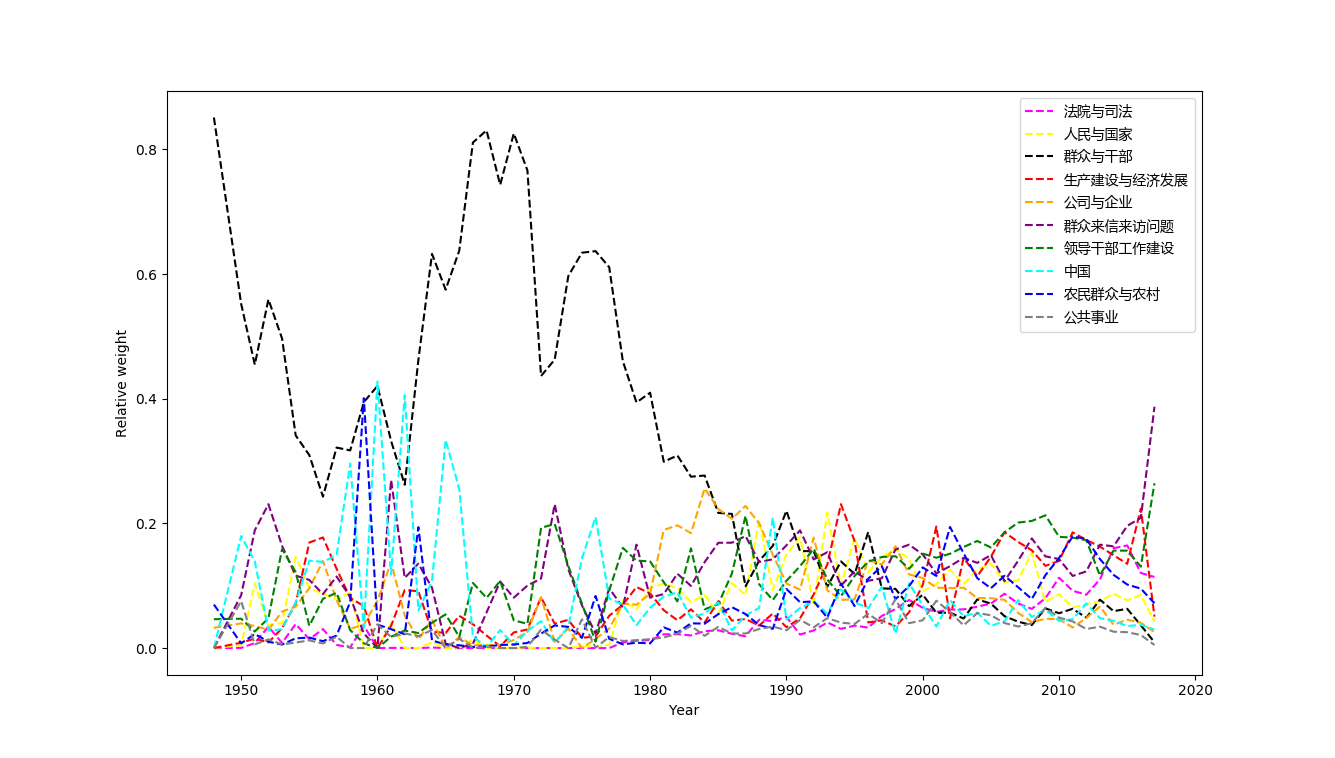 法院与司法
人民与国家
群众与干部
生产建设与经济发展
公司与企业
群众来信来访问题
领导干部工作建设
中国
农民群众与农村
公共事业
0.8
0.6
0.4
0.2
0.0
Relative weight
1950 1960 1970 1980 1990 2000 2010 2020
Year